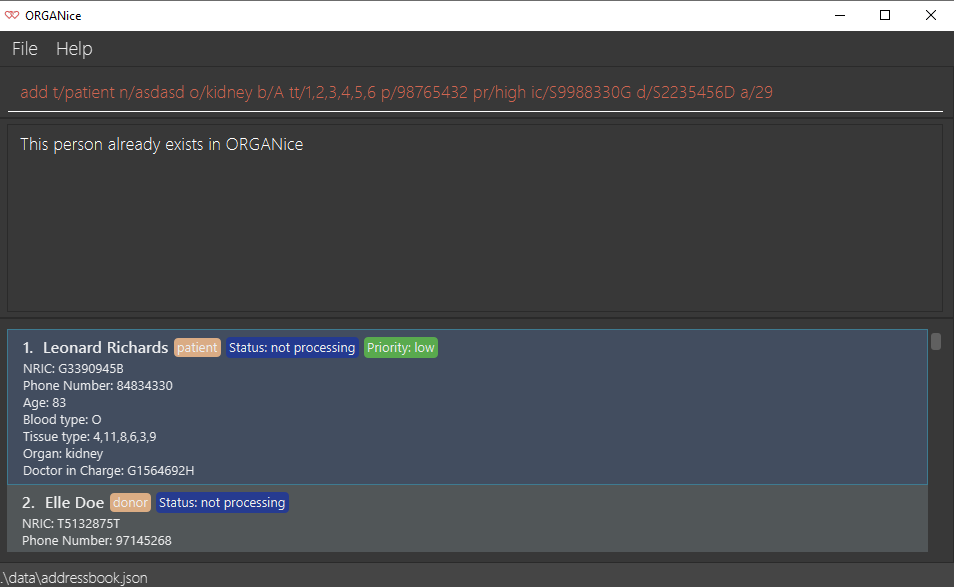 ORGANice
File Help
add t/patient n/asdasd o/kidney b/A tt/1,2,3,4,5,6 p/98765432 pr/high ic/S9988330G d/S2235456D a/29
This person already exists in ORGANice
1. Leonard Richards patient Status: not processing Priority: low
NRIC: G3390945B
Phone Number: 84834330
Age: 83
Blood type: O
Tissue type: 4,11,8,6,3,9
Organ: kidney
Doctor in Charge: G1564692H
2. Elle Doe donor Status: not processing
NRIC: T5132875T
Phone Number: 97145268
.\data\addressbook.json